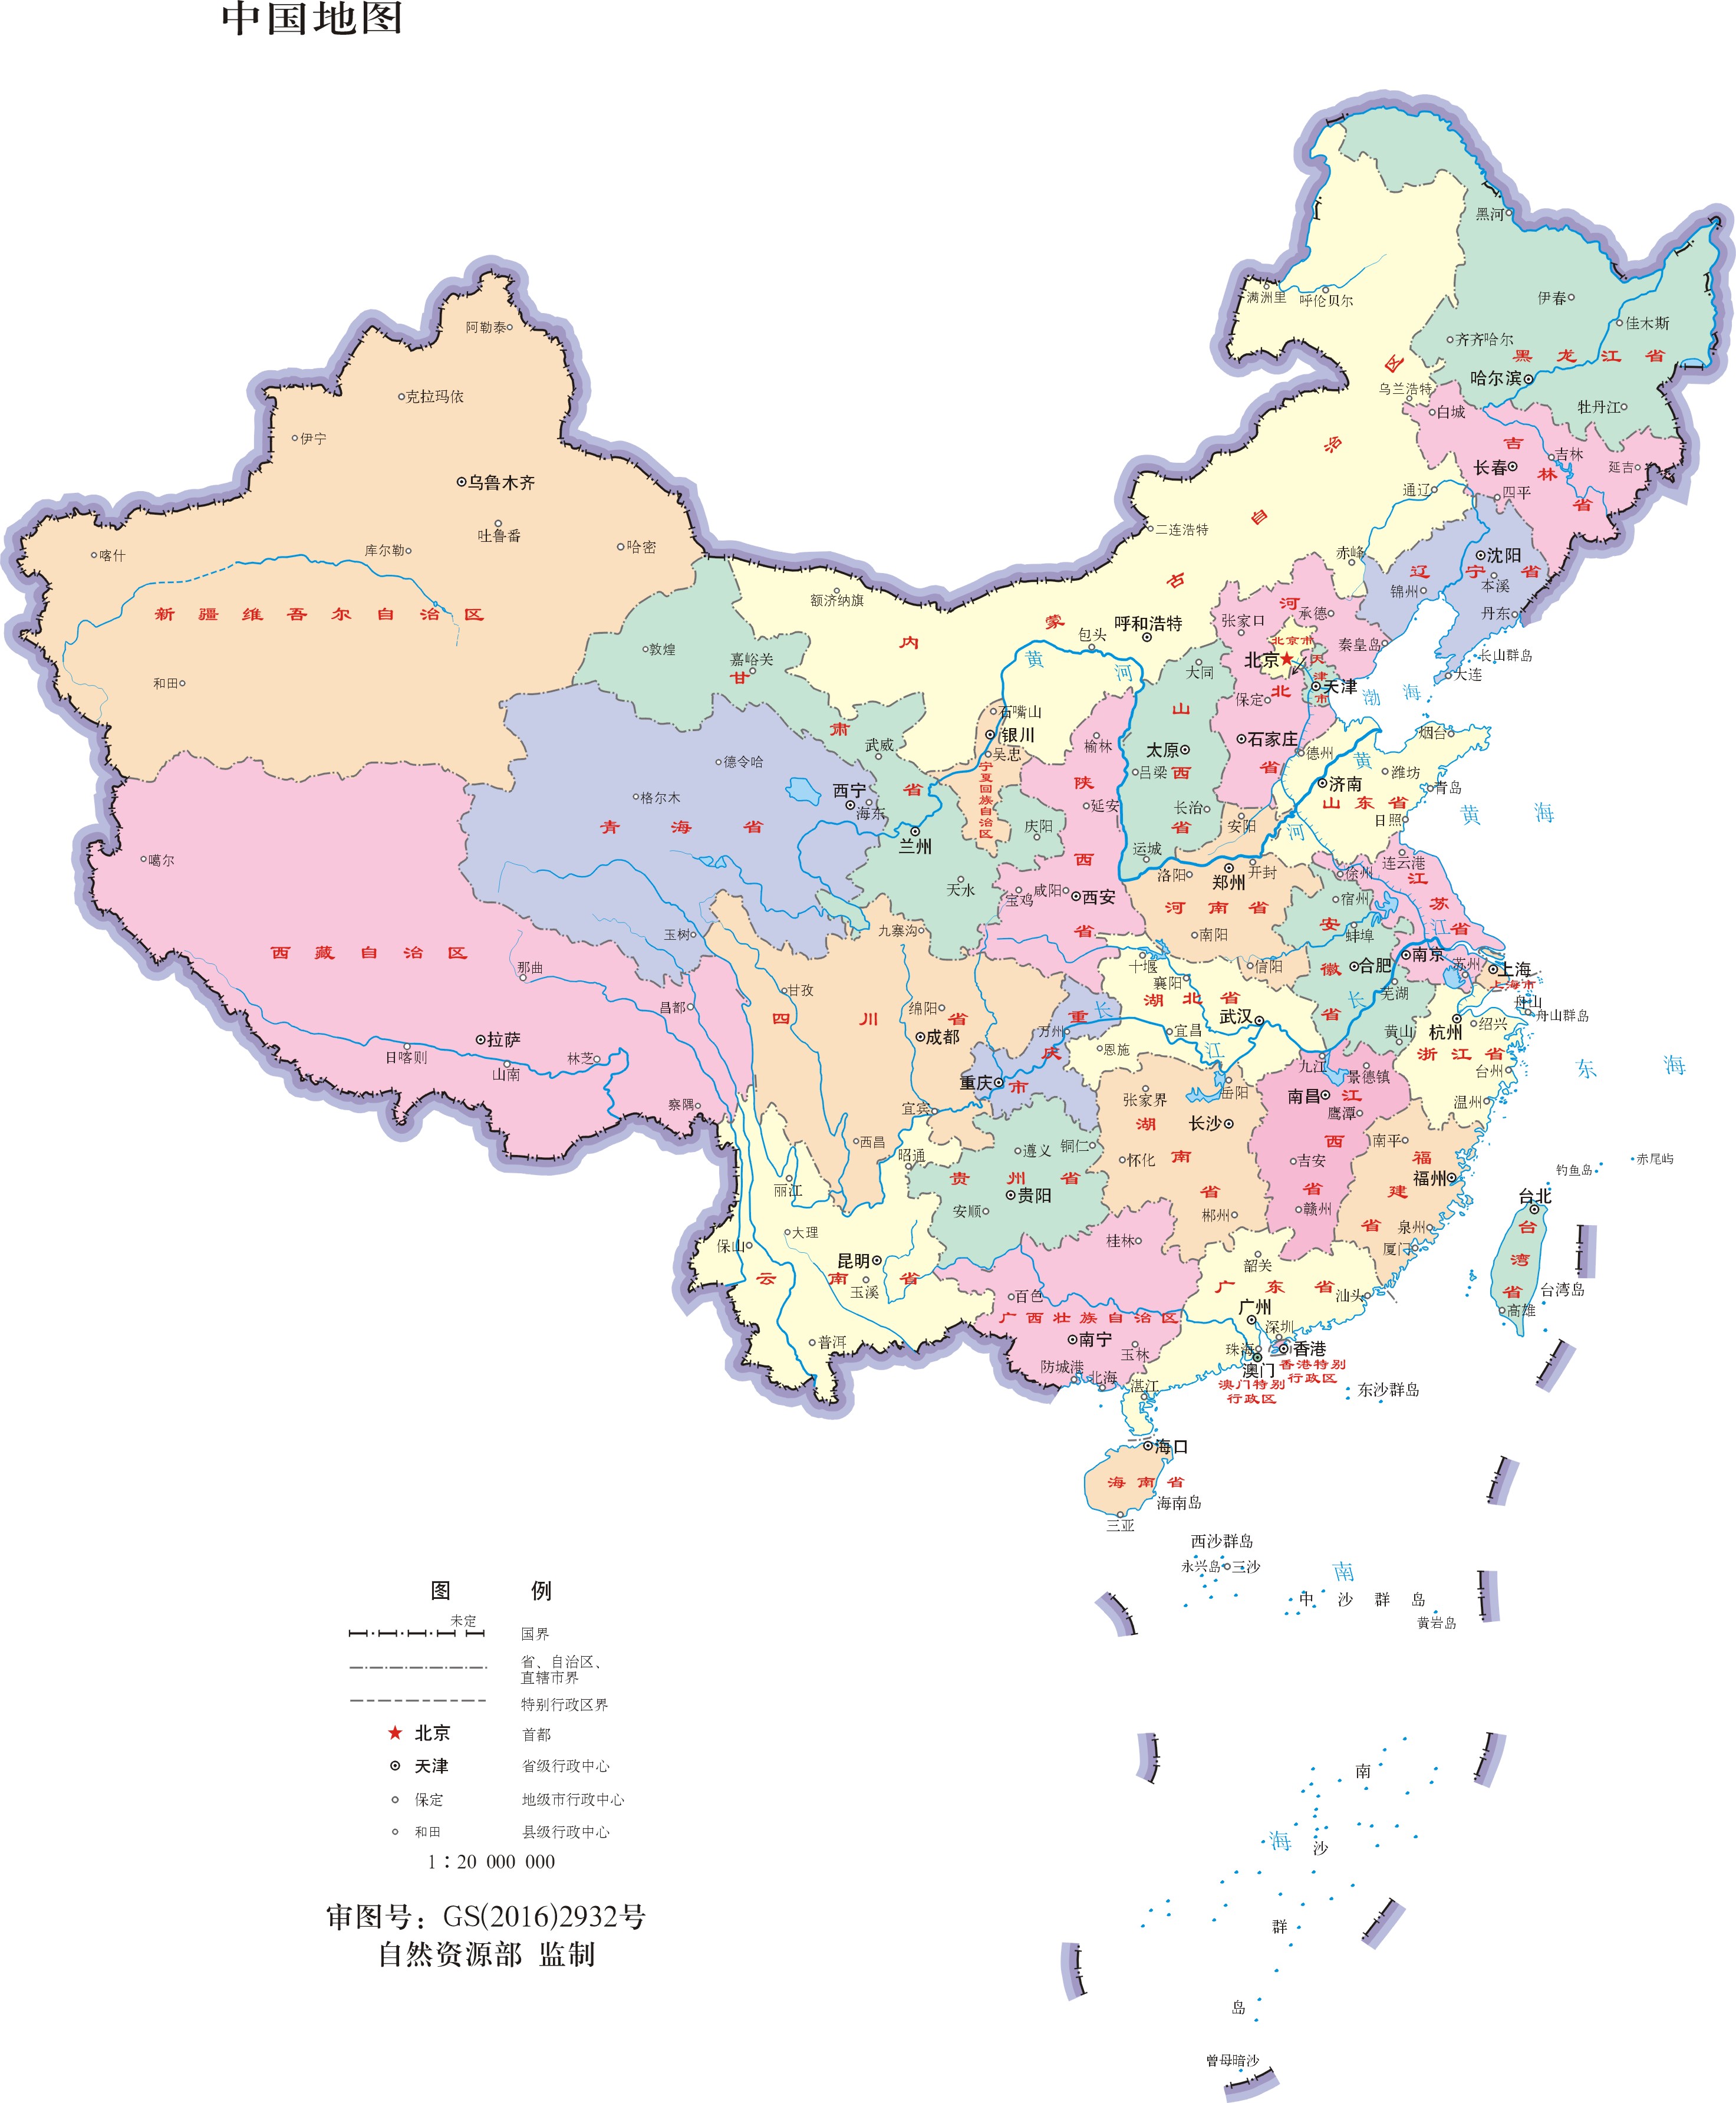 中国地图
黑河
满洲里
呼伦贝尔
伊春
佳木斯
齐齐哈尔
黑龙江省
哈尔滨
牡丹江
乌兰浩特
白城
吉林省
吉林
长春
延吉
四平
通辽
阿勒泰
克拉玛依
伊宁
乌鲁木齐
吐鲁番
哈密
库尔勒
喀什
新疆维吾尔自治区
和田
二连浩特
赤峰
内蒙古自治区
额济纳旗
包头
呼和浩特
沈阳
辽宁省
本溪
锦州
丹东
长山群岛
大连
河北省
承德
张家口
秦皇岛
北京市
北京
天津市
天津
渤海
保定
石家庄
敦煌
嘉峪关
甘肃省
武威
兰州
庆阳
天水
黄河
石嘴山
银川
吴忠
宁夏回族自治区
大同
山西省
太原
吕梁
长治
运城
榆林
陕西省
延安
宝鸡
咸阳
西安
德州
烟台
黄河
潍坊
济南
青岛
山东省
日照
黄海
德令哈
格尔木
西宁
海东
青海省
玉树
噶尔
西藏自治区
那曲
昌都
拉萨
日喀则
山南
林芝
察隅
安阳
洛阳
郑州
开封
河南省
南阳
信阳
连云港
徐州
江苏省
宿州
安徽省
蚌埠
合肥
南京
苏州
上海
上海市
芜湖
黄山
舟山
舟山群岛
九寨沟
甘孜
四川省
绵阳
成都
宜宾
西昌
重庆市
万州
重庆
长江
十堰
襄阳
湖北省
武汉
宜昌
恩施
长江
杭州
绍兴
浙江省
台州
温州
东海
张家界
岳阳
湖南省
长沙
怀化
郴州
九江
景德镇
南昌
江西省
鹰潭
吉安
赣州
南平
福建省
福州
泉州
厦门
钓鱼岛
赤尾屿
台北
台湾省
台湾岛
高雄
昭通
丽江
大理
保山
昆明
云南省
玉溪
普洱
遵义
铜仁
贵州省
贵阳
安顺
桂林
百色
广西壮族自治区
南宁
玉林
防城港
北海
韶关
广东省
汕头
广州
深圳
珠海
香港
澳门
香港特别
行政区
澳门特别
行政区
湛江
东沙群岛
海口
海南省
海南岛
三亚
西沙群岛
永兴岛
三沙
南海
中沙群岛
黄岩岛
南沙群岛
曾母暗沙
图例
未定
国界
省、自治区、
直辖市界
特别行政区界
北京 首都
天津 省级行政中心
保定 地级市行政中心
和田 县级行政中心
1：20 000 000
审图号：GS(2016)2932号
自然资源部 监制